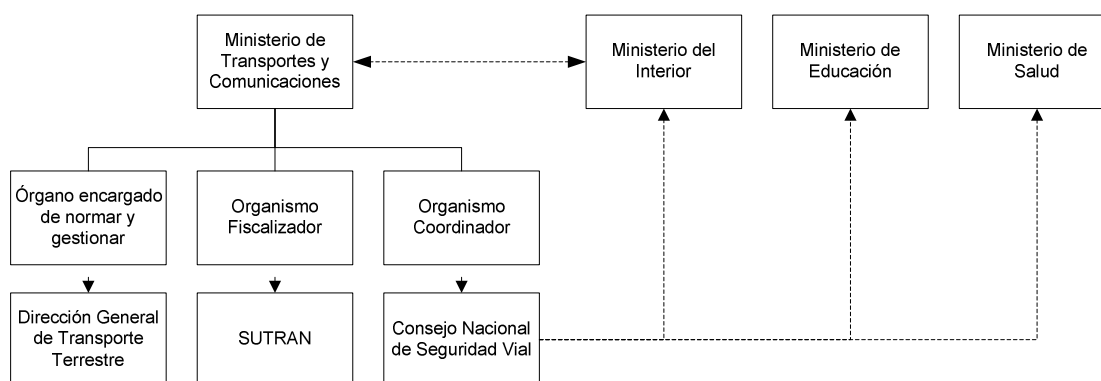 Ministerio de
Transportes y
Comunicaciones
Ministerio del
Interior
Ministerio de
Educación
Ministerio de
Salud
Órgano encargado
de normar y
gestionar
Organismo
Fiscalizador
Organismo
Coordinador
Dirección General
de Transporte
Terrestre
SUTRAN
Consejo Nacional
de Seguridad Vial